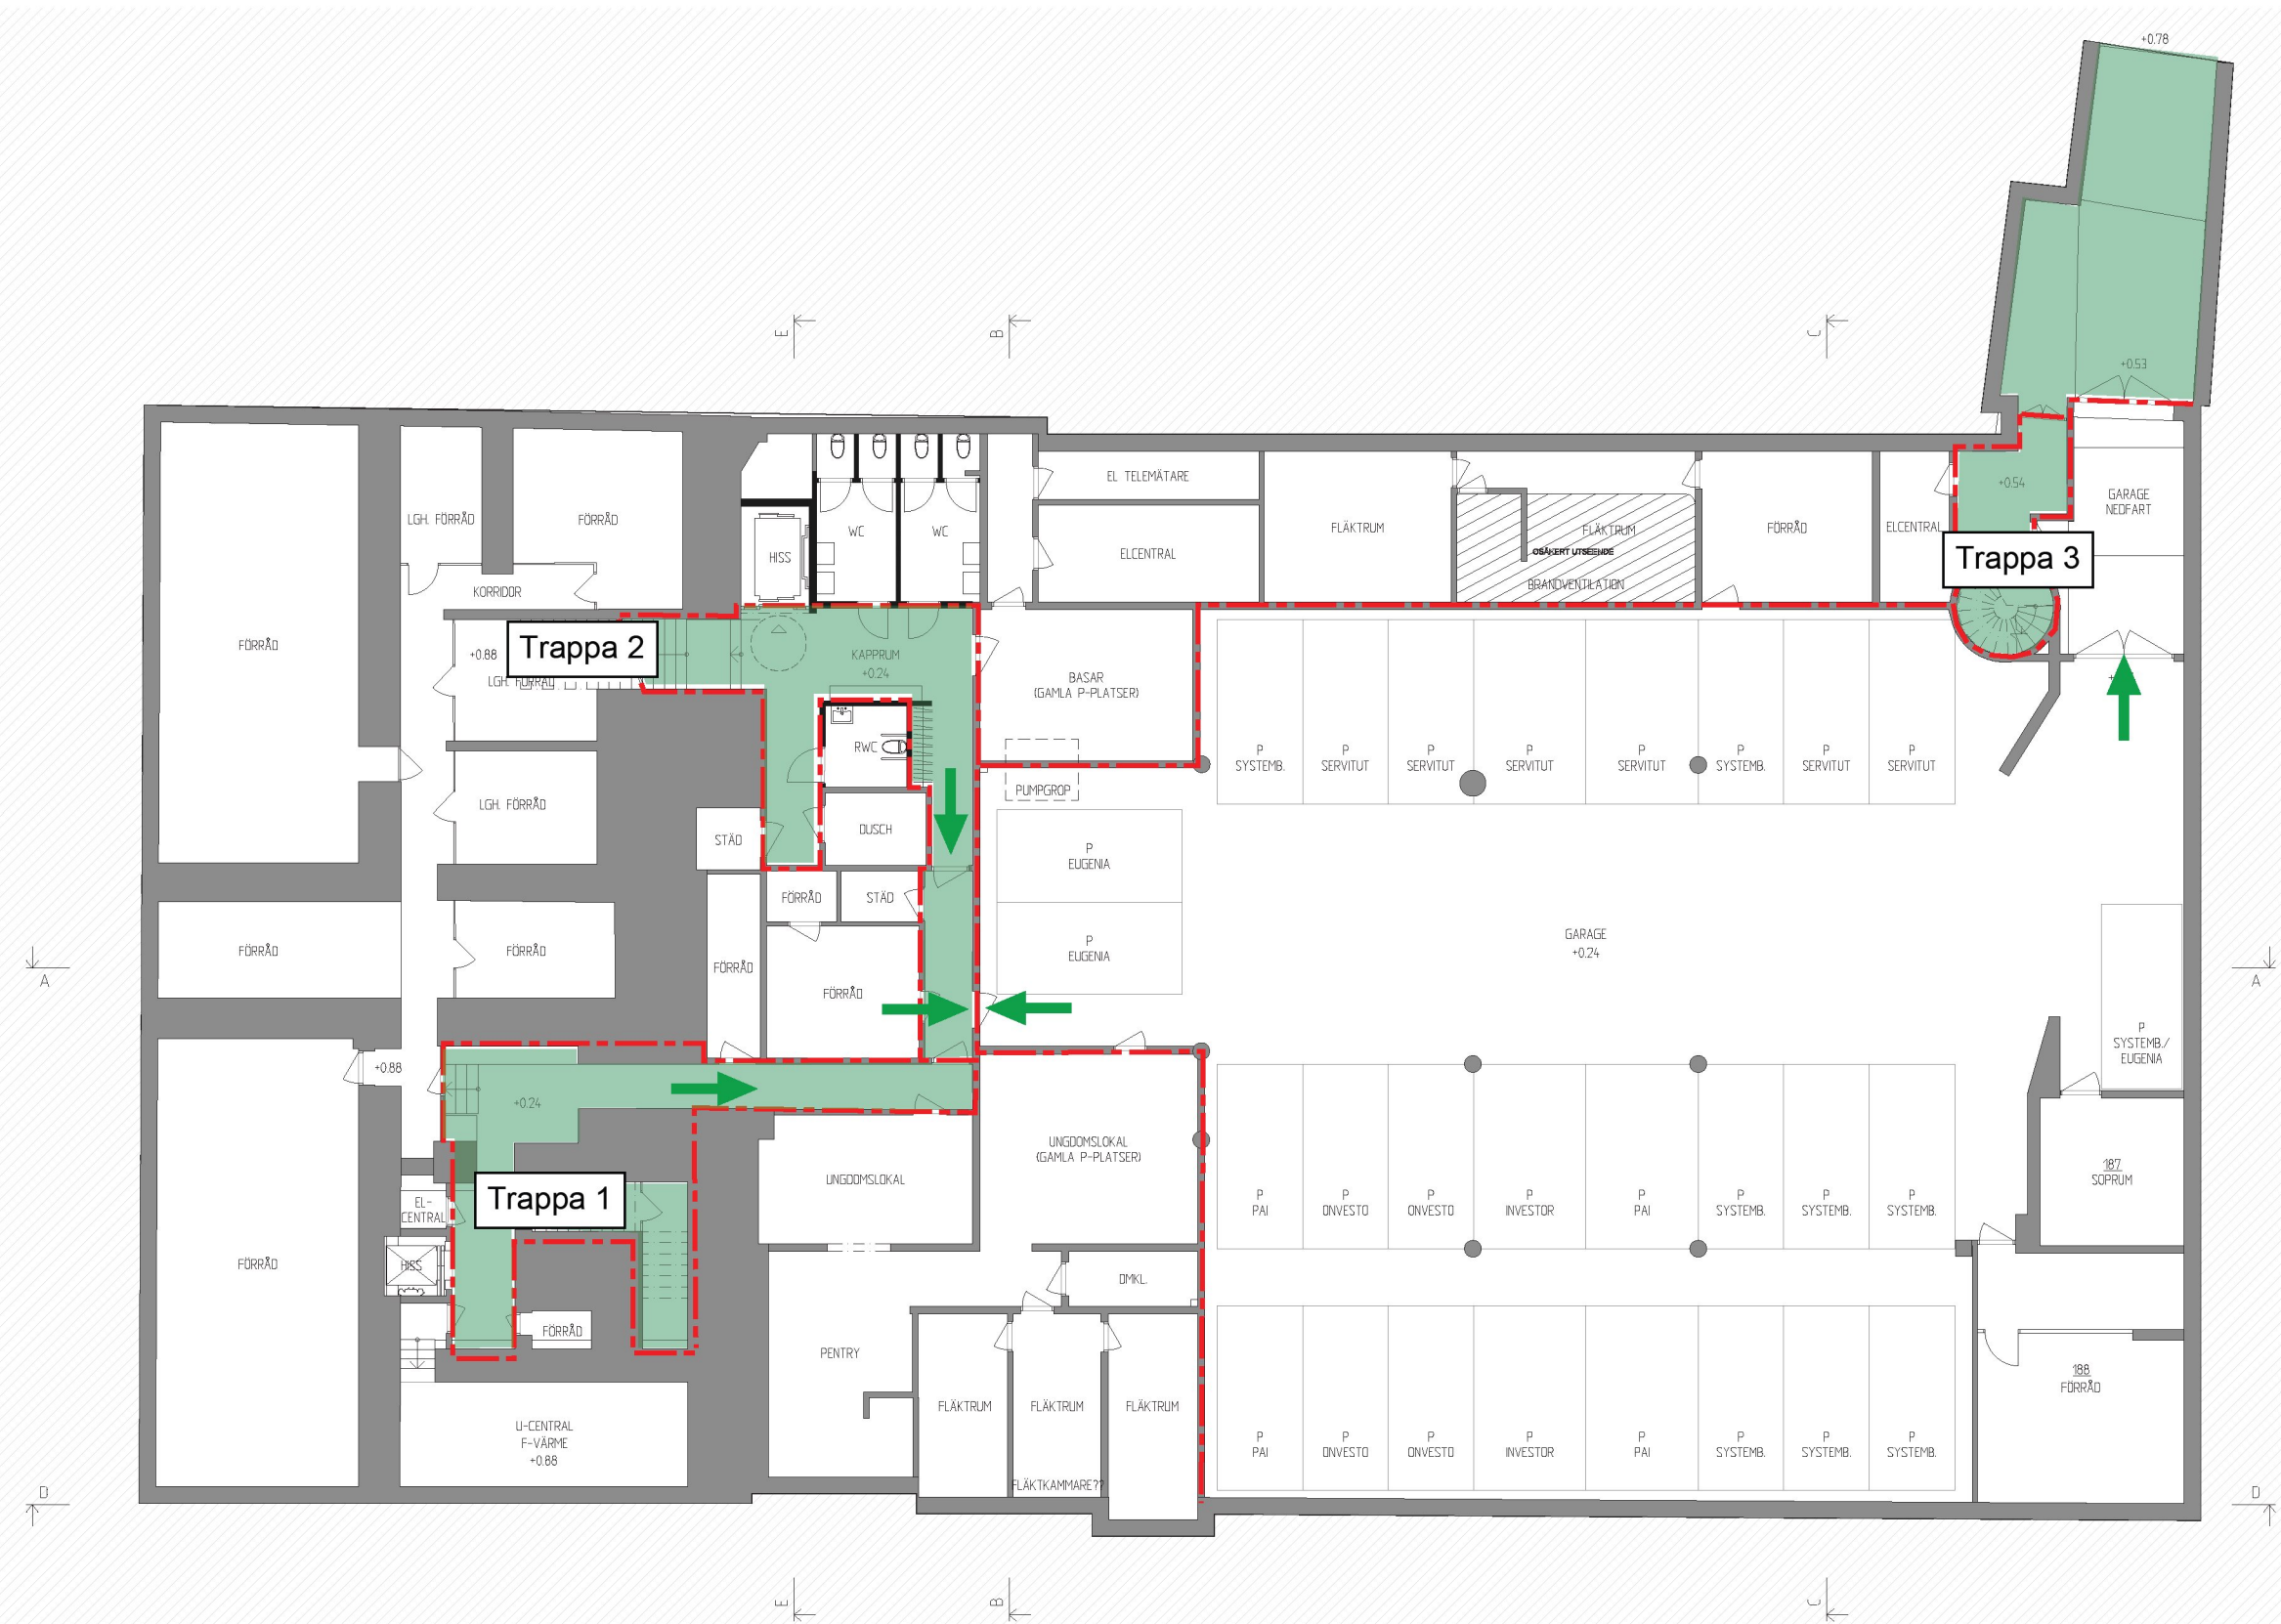 +0.78
E
B
C
+0.53
EL TELEMÄTARE
+0.54
GARAGE
NEDFART
LGH. FÖRRÅD
FÖRRÅD
WC
WC
HISS
ELCENTRAL
FLÄKTRUM
FLÄKTRUM
OSÄKERT UTSEENDE
BRANDVENTILATION
FÖRRÅD
ELCENTRAL
Trappa 3
KORRIDOR
FÖRRÅD
+0.88
Trappa 2
LGH. FÖRRÅD
KAPPRUM
+0.24
BASAR
(GAMLA P-PLATSER)
RWC
PUMPGROP
P
SYSTEMB.
P
SERVITUT
P
SERVITUT
P
SERVITUT
P
SERVITUT
P
SYSTEMB.
P
SERVITUT
P
SERVITUT
LGH. FÖRRÅD
STÄD
DUSCH
P
EUGENIA
FÖRRÅD
STÄD
A
FÖRRÅD
FÖRRÅD
FÖRRÅD
FÖRRÅD
P
EUGENIA
GARAGE
+0.24
A
P
SYSTEMB./
EUGENIA
+0.88
+0.24
UNGDOMSLOKAL
(GAMLA P-PLATSER)
187
SOPRUM
UNGDOMSLOKAL
Trappa 1
EL-
CENTRAL
P
PAI
P
ONVESTO
P
ONVESTO
P
INVESTOR
P
PAI
P
SYSTEMB.
P
SYSTEMB.
P
SYSTEMB.
FÖRRÅD
HISS
OMKL.
FÖRRÅD
PENTRY
188
FÖRRÅD
FLÄKTRUM
FLÄKTRUM
FLÄKTRUM
U-CENTRAL
F-VÄRME
+0.88
P
PAI
P
ONVESTO
P
ONVESTO
P
INVESTOR
P
PAI
P
SYSTEMB.
P
SYSTEMB.
P
SYSTEMB.
FLÄKTKAMMARE??
D
D
E
B
C